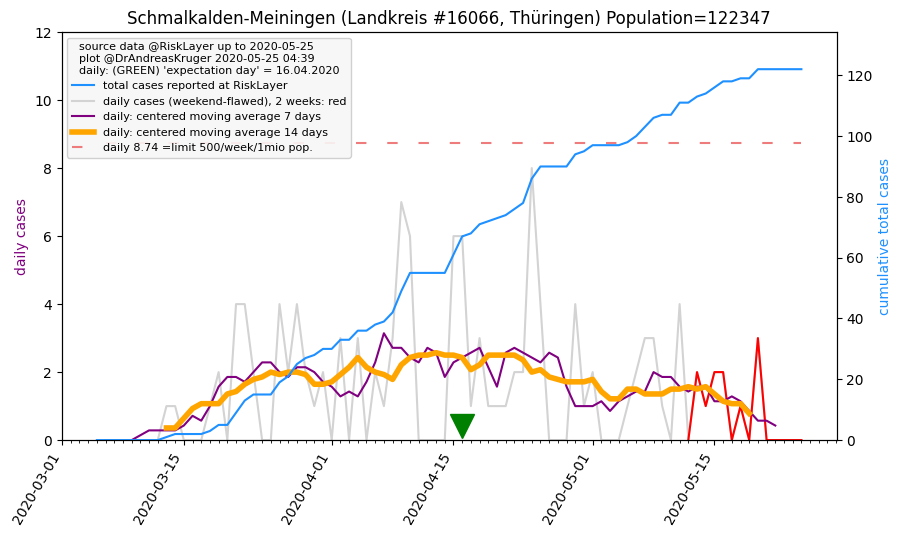 Schmalkalden-Meiningen (Landkreis #16066, Thüringen) Population=122347
source data @RiskLayer up to 2020-05-25
plot @DrAndreasKruger 2020-05-25 04:39
daily: (GREEN) 'expectation day' = 16.04.2020
total cases reported at RiskLayer
daily cases (weekend-flawed), 2 weeks: red
daily: centered moving average 7 days
daily: centered moving average 14 days
daily 8.74 =limit 500/week/1mio pop.
daily cases
12
10
8
6
4
2
0
cumulative total cases
120
100
80
60
40
20
0
2020-03-01
2020-03-15
2020-04-01
2020-04-15
2020-05-01
2020-05-15